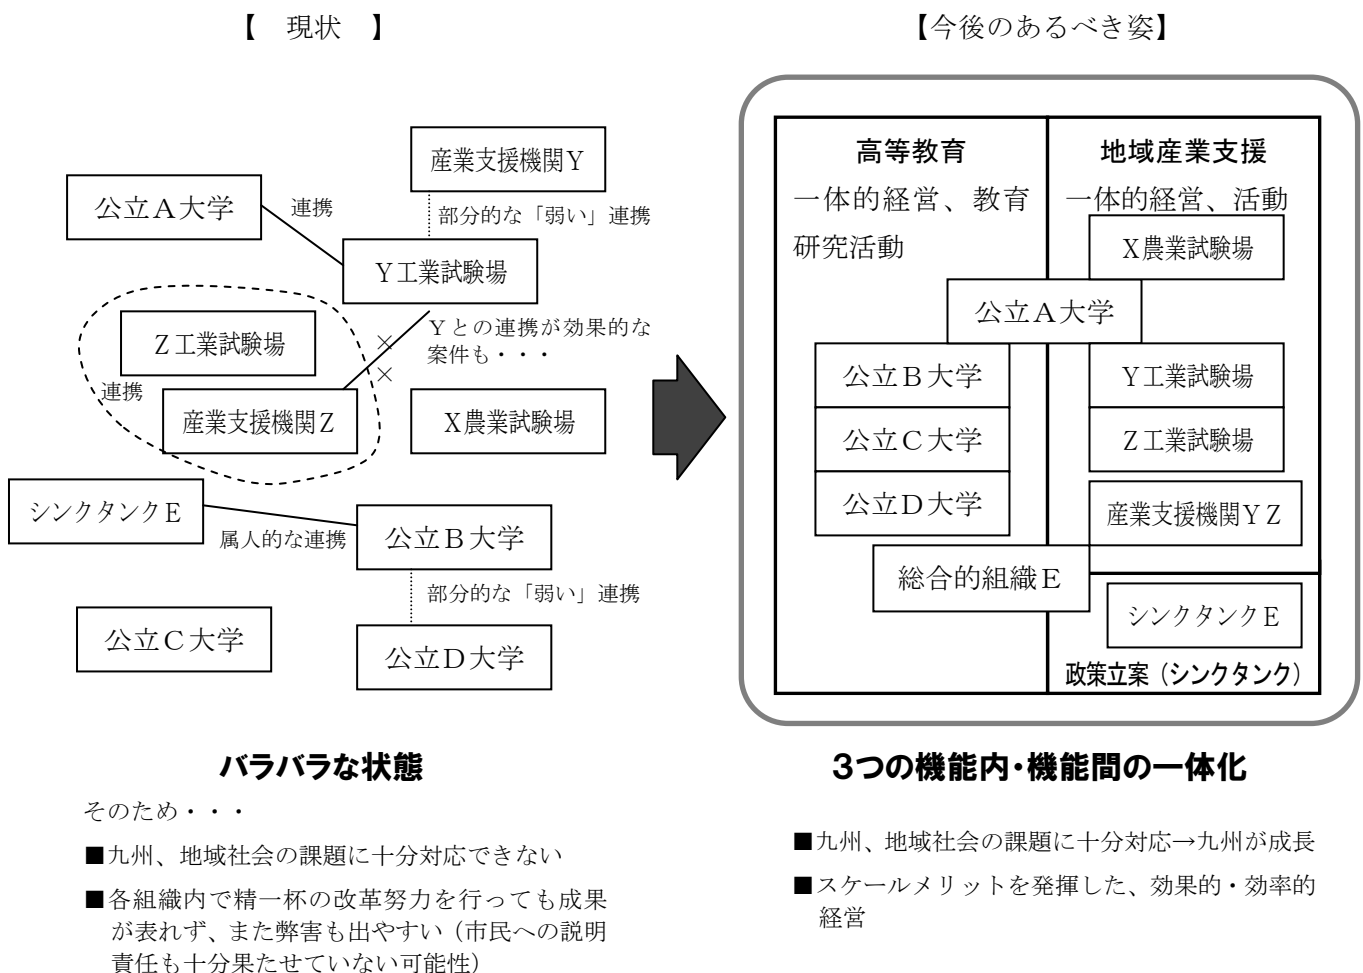 【　現状　】
産業支援機関Ｙ
公立Ａ大学
連携
部分的な「弱い」連携
Ｙ工業試験場
Ｚ工業試験場
×
×
Ｙとの連携が効果的な
案件も・・・
連携
産業支援機関Ｚ
Ｘ農業試験場
シンクタンクＥ
属人的な連携
公立Ｂ大学
部分的な「弱い」連携
公立Ｃ大学
公立Ｄ大学
バラバラな状態
そのため・・・
■九州、地域社会の課題に十分対応できない
■各組織内で精一杯の改革努力を行っても成果
が表れず、また弊害も出やすい（市民への説明
責任も十分果たせていない可能性）
【今後のあるべき姿】
高等教育
一体的経営、教育
研究活動
地域産業支援
一体的経営、活動
Ｘ農業試験場
公立Ａ大学
公立Ｂ大学
公立Ｃ大学
公立Ｄ大学
Ｙ工業試験場
Ｚ工業試験場
産業支援機関ＹＺ
総合的組織Ｅ
シンクタンクＥ
政策立案（シンクタンク）
３つの機能内・機能間の一体化
■九州、地域社会の課題に十分対応→九州が成長
■スケールメリットを発揮した、効果的・効率的
経営